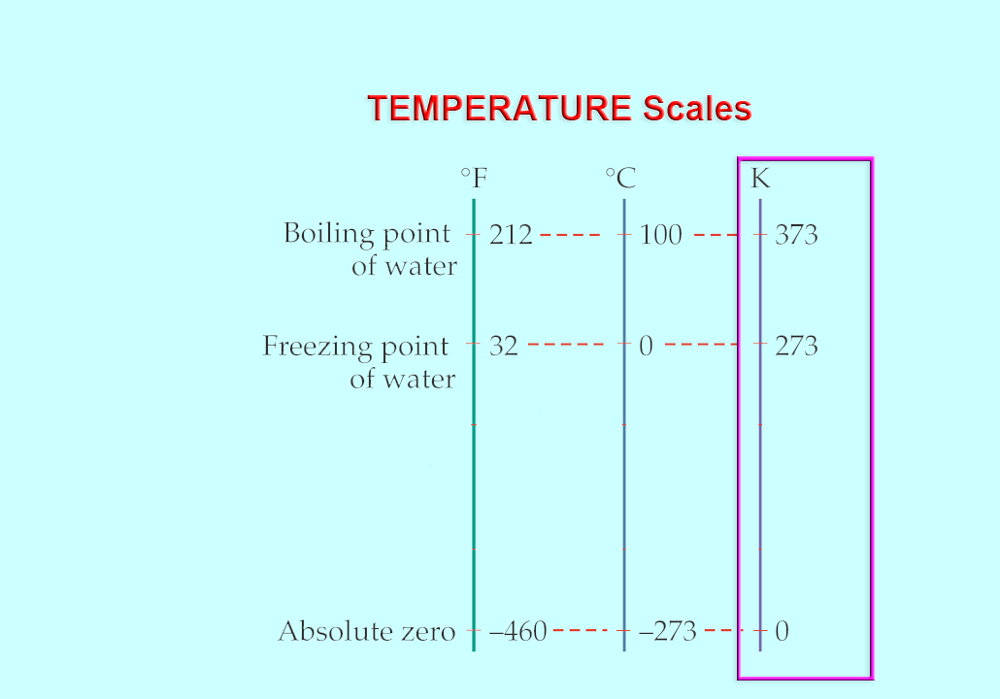 TEMPERATURE Scales
°F °C K
Boiling point of water 212 100 373
Freezing point of water 32 0 273
Absolute zero –460 –273 0